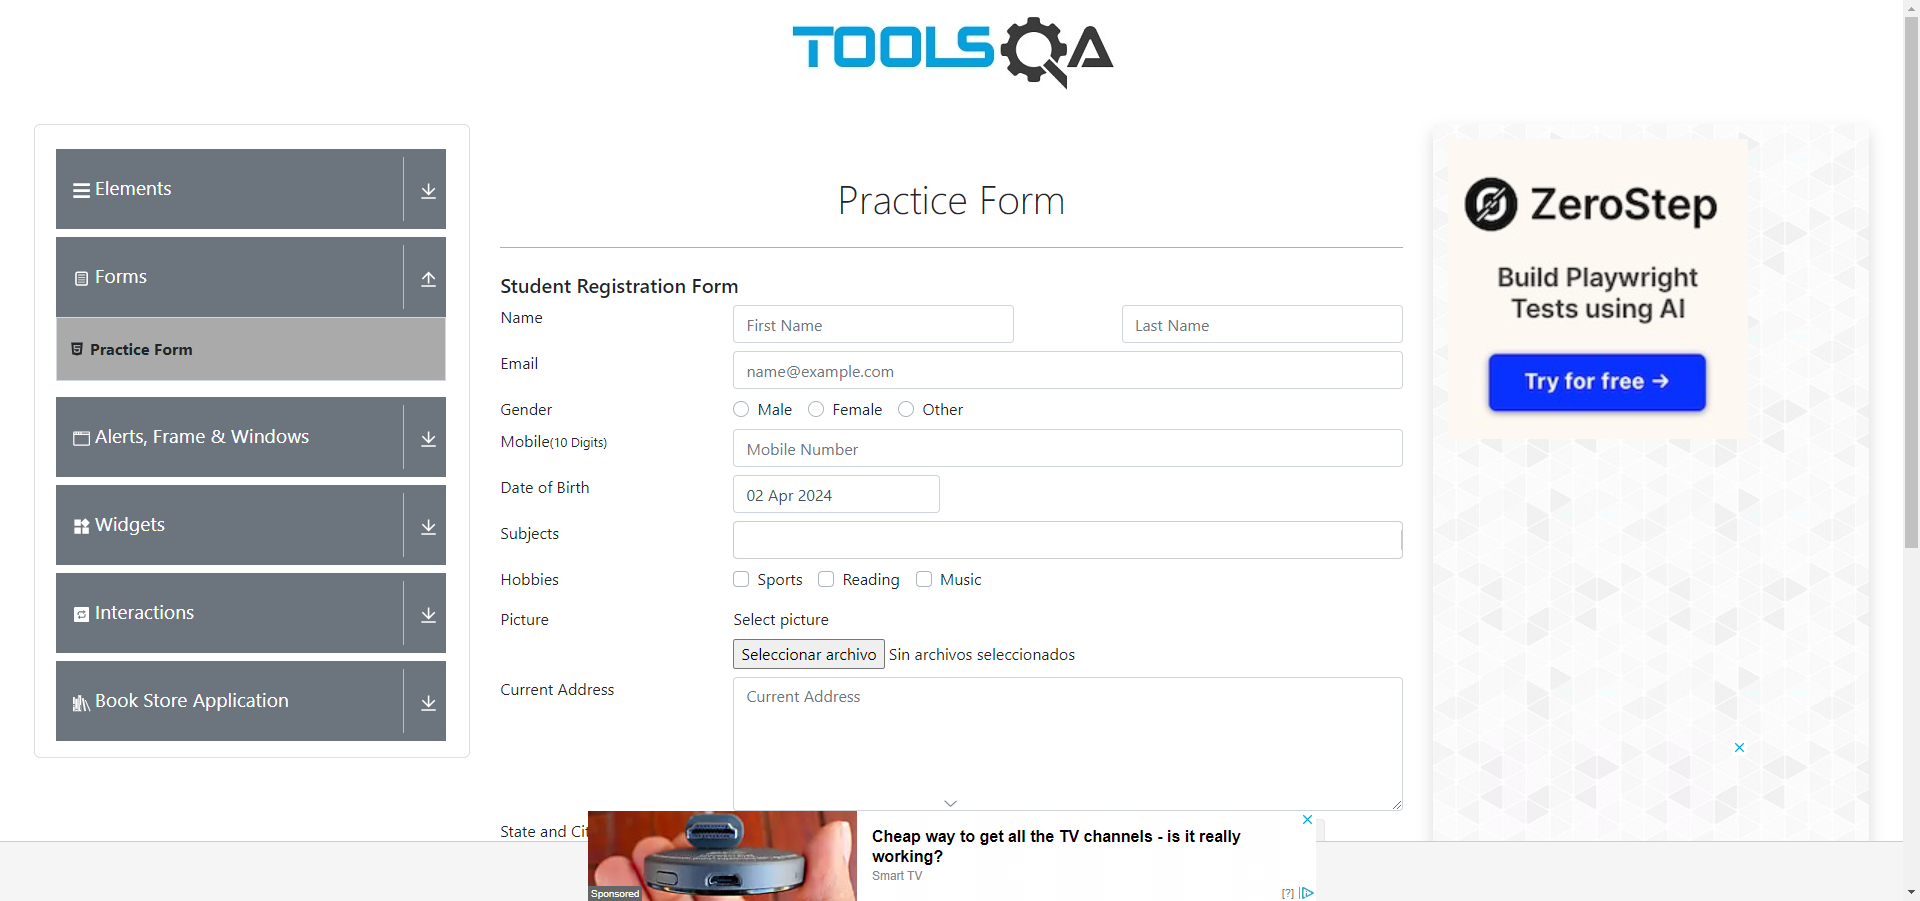 TOOLSQA
Elements
Forms
Practice Form
Alerts, Frame & Windows
Widgets
Interactions
Book Store Application
Practice Form
Student Registration Form
Name
First Name
Last Name
Email
name@example.com
Gender
Male
Female
Other
Mobile(10 Digits)
Mobile Number
Date of Birth
02 Apr 2024
Subjects
Hobbies
Sports
Reading
Music
Picture
Select picture
Seleccionar archivo
Sin archivos seleccionados
Current Address
Current Address
State and Cit
ZeroStep
Build Playwright
Tests using AI
Try for free →
Cheap way to get all the TV channels - is it really
working?
Smart TV
Sponsored
[?]